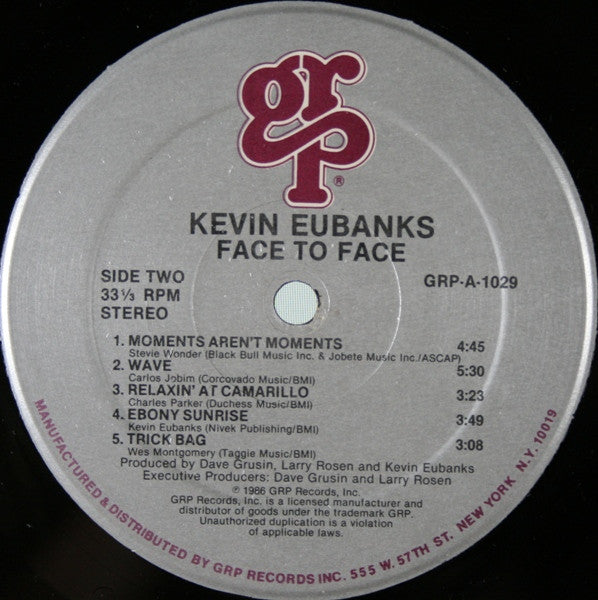 grp®
KEVIN EUBANKS
FACE TO FACE
SIDE TWO
33⅓ RPM
STEREO
GRP-A-1029
1. MOMENTS AREN'T MOMENTS 4:45
Stevie Wonder (Black Bull Music Inc. & Jobete Music Inc./ASCAP)
2. WAVE 5:30
Carlos Jobim (Corcovado Music/BMI)
3. RELAXIN' AT CAMARILLO 3:23
Charles Parker (Duchess Music/BMI)
4. EBONY SUNRISE 3:49
Kevin Eubanks (Nivek Publishing/BMI)
5. TRICK BAG 3:08
Wes Montgomery (Taggie Music/BMI)
Produced by Dave Grusin, Larry Rosen and Kevin Eubanks
Executive Producers: Dave Grusin and Larry Rosen
℗ 1986 GRP Records, Inc.
GRP Records, Inc. is a licensed manufacturer and
distributor of goods under the trademark GRP.
Unauthorized duplication is a violation
of applicable laws.
MANUFACTURED & DISTRIBUTED BY GRP RECORDS INC. 555 W. 57TH ST. NEW YORK N.Y. 10019